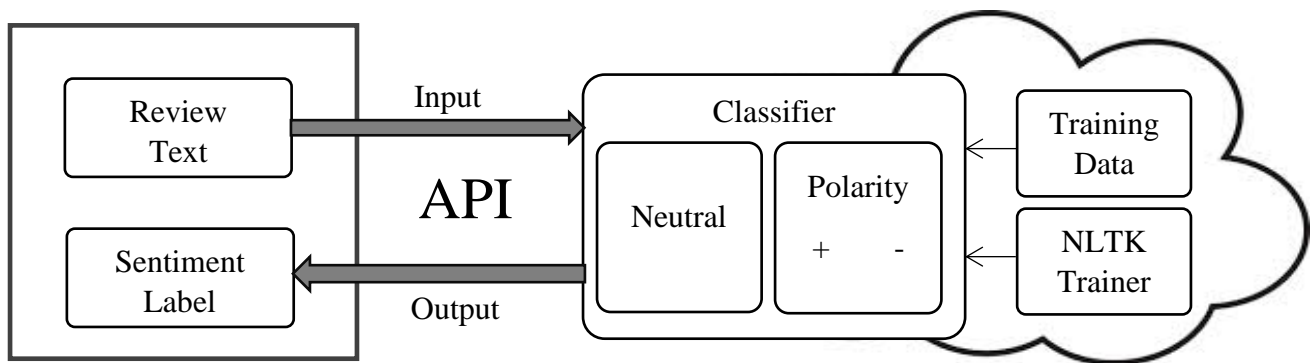 Review
Text
Input
API
Sentiment
Label
Output
Classifier
Neutral
Polarity
+ -
Training
Data
NLTK
Trainer